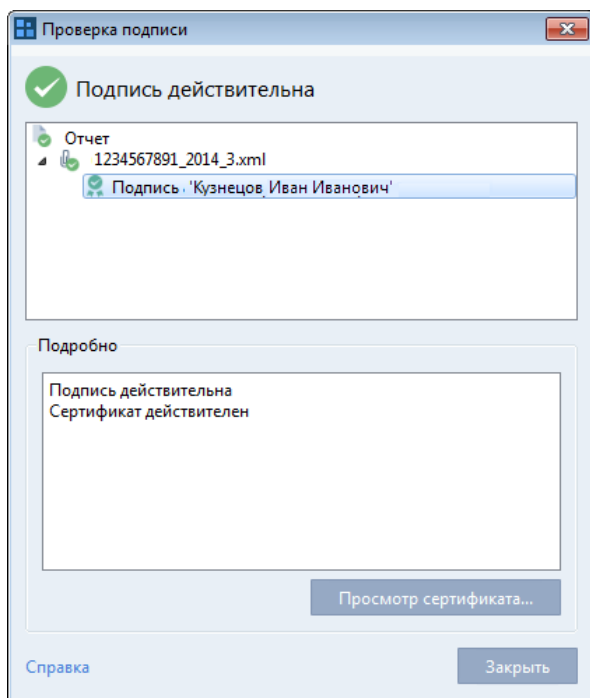 Проверка подписи
Подпись действительна
Отчет
1234567891_2014_3.xml
Подпись 'Кузнецов Иван Иванович'
Подробно
Подпись действительна
Сертификат действителен
Просмотр сертификата...
Справка
Закрыть